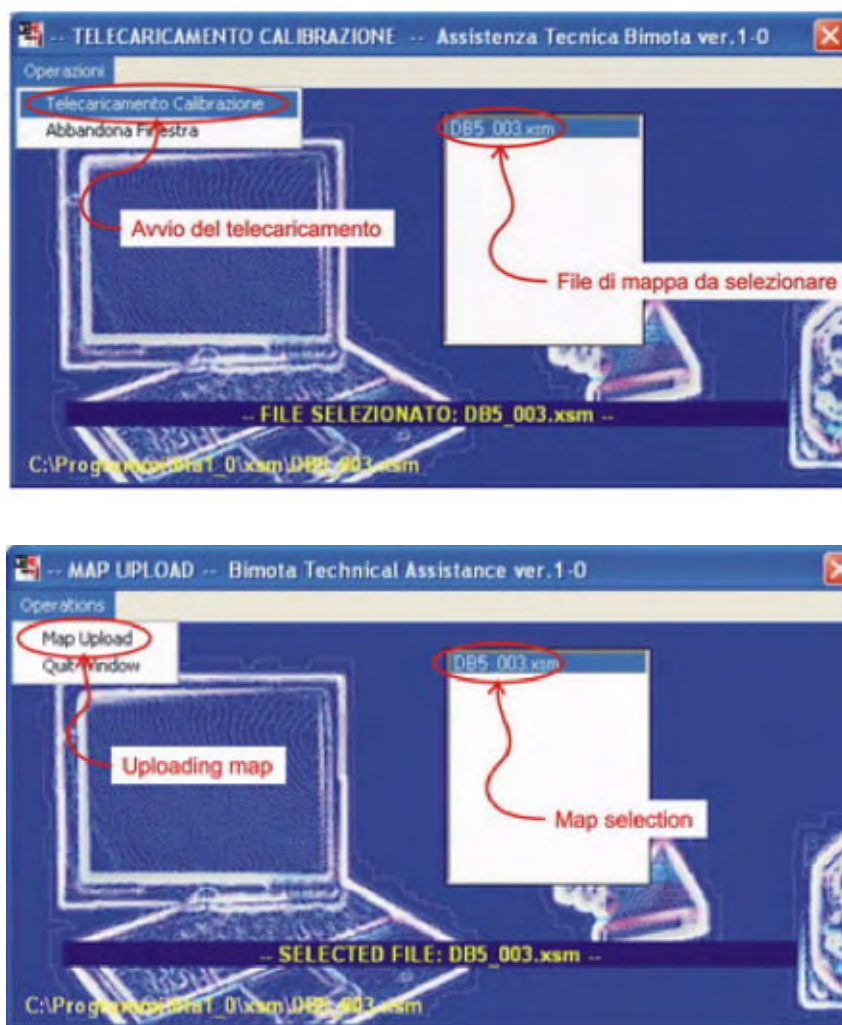 -- TELECARICAMENTO CALIBRAZIONE -- Assistenza Tecnica Bimota ver.1-0
Operazioni
Telecaricamento Calibrazione
Abbandona Finestra
DB5_003.xsm
Avvio del telecaricamento
File di mappa da selezionare
-- FILE SELEZIONATO: DB5_003.xsm --
-- MAP UPLOAD -- Bimota Technical Assistance ver.1-0
Operations
Map Upload
Quit Window
DB5_003.xsm
Uploading map
Map selection
-- SELECTED FILE: DB5_003.xsm --